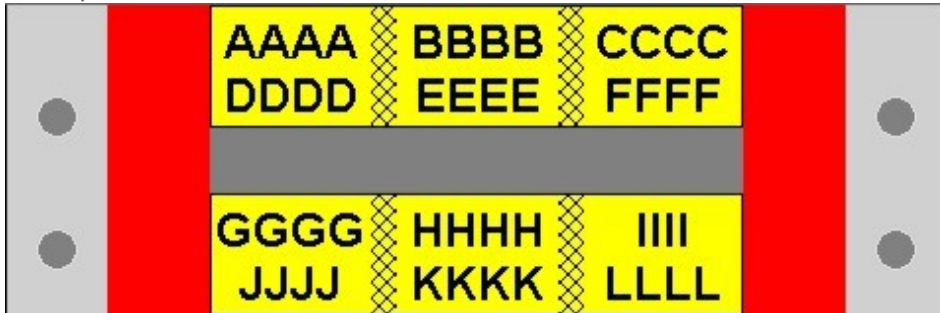 AAAA BBBB CCCC
DDDD EEEE FFFF
GGGG HHHH IIII
JJJJ KKKK LLLL